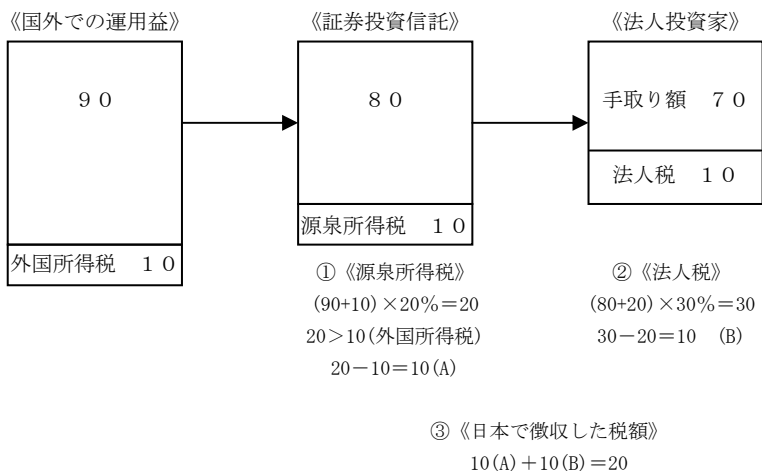 《国外での運用益》
《証券投資信託》
《法人投資家》
９０
８０
手取り額　７０
法人税　１０
源泉所得税　１０
外国所得税　１０
①《源泉所得税》
(90+10)×20％＝20
20＞10(外国所得税)
20－10＝10(A)
②《法人税》
(80+20)×30％＝30
30－20＝10　(B)
③《日本で徴収した税額》
10(A)＋10(B)＝20